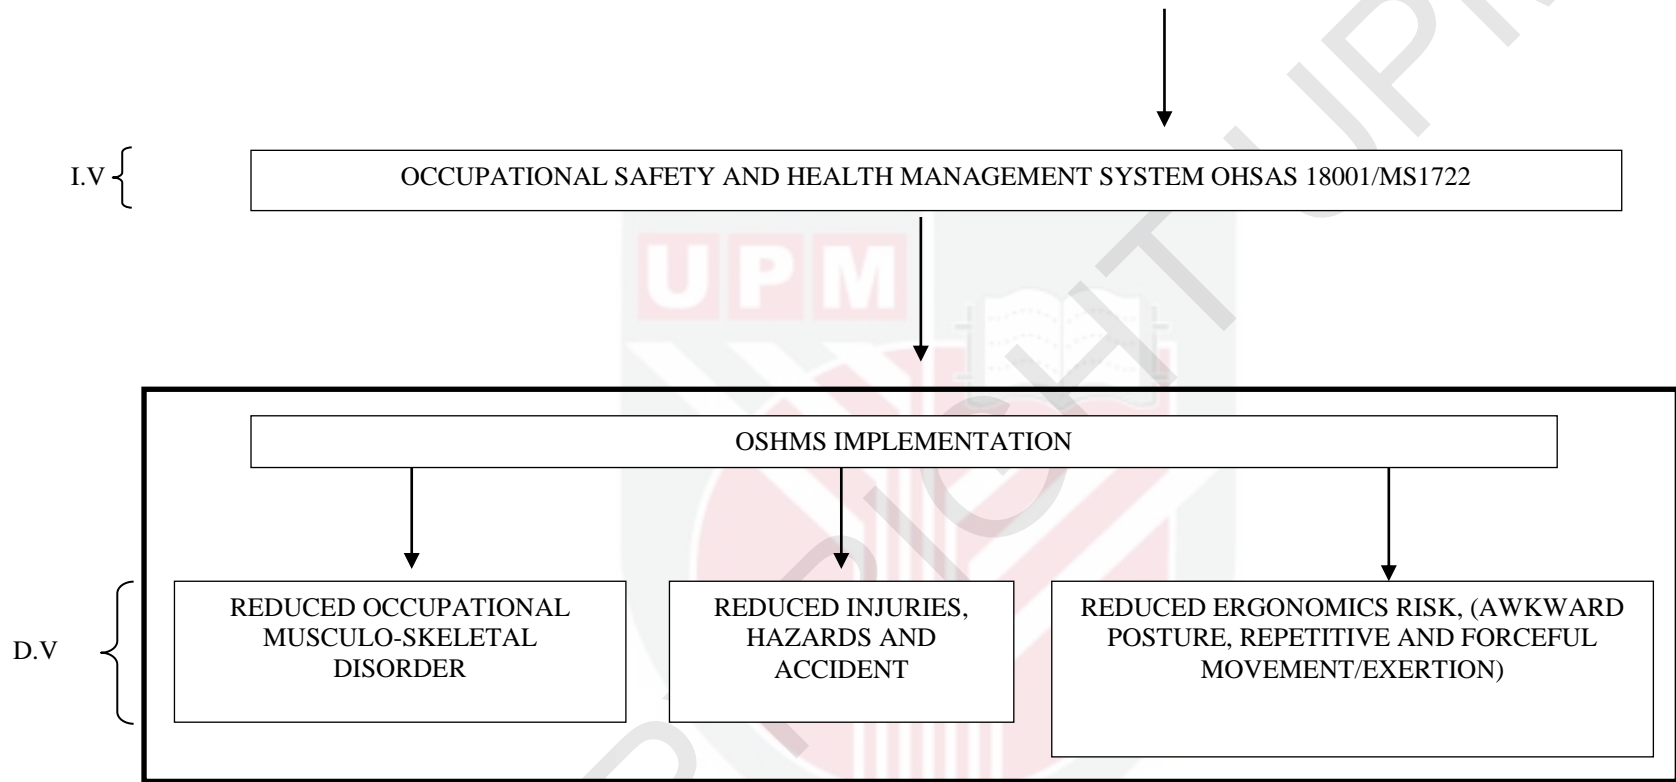 I.V
OCCUPATIONAL SAFETY AND HEALTH MANAGEMENT SYSTEM OHSAS 18001/MS1722
UPM
OSHMS IMPLEMENTATION
D.V
REDUCED OCCUPATIONAL
MUSCULO-SKELETAL
DISORDER
REDUCED INJURIES,
HAZARDS AND
ACCIDENT
REDUCED ERGONOMICS RISK, (AWKWARD
POSTURE, REPETITIVE AND FORCEFUL
MOVEMENT/EXERTION)